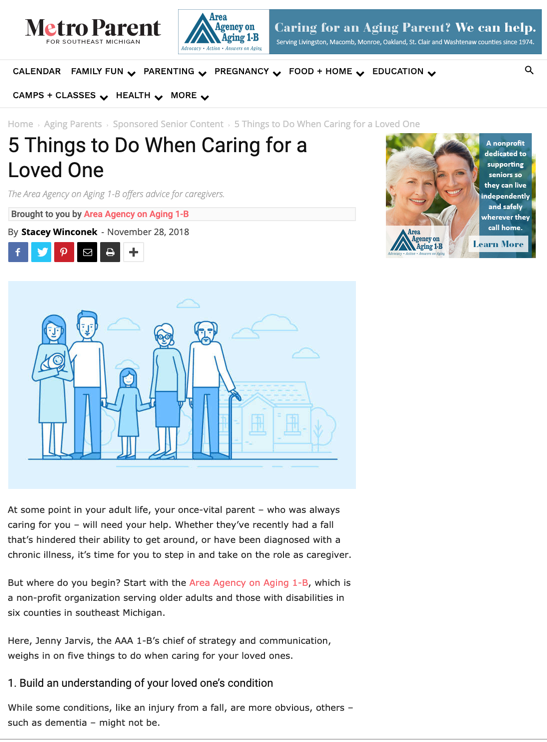 Metro Parent
FOR SOUTHEAST MICHIGAN
Area
Agency on
Aging 1-B
Advocacy • Action • Answers on Aging
Caring for an Aging Parent? We can help.
Serving Livingston, Macomb, Monroe, Oakland, St. Clair and Washtenaw counties since 1974.
CALENDAR FAMILY FUN PARENTING PREGNANCY FOOD + HOME EDUCATION
CAMPS + CLASSES HEALTH MORE
Home › Aging Parents › Sponsored Senior Content › 5 Things to Do When Caring for a Loved One
5 Things to Do When Caring for a
Loved One
The Area Agency on Aging 1-B offers advice for caregivers.
Brought to you by Area Agency on Aging 1-B
By Stacey Winconek - November 28, 2018
A nonprofit
dedicated to
supporting
seniors so
they can live
independently
and safely
wherever they
call home.
Learn More
Area
Agency on
Aging 1-B
Advocacy • Action • Answers on Aging
At some point in your adult life, your once-vital parent – who was always
caring for you – will need your help. Whether they've recently had a fall
that's hindered their ability to get around, or have been diagnosed with a
chronic illness, it's time for you to step in and take on the role as caregiver.
But where do you begin? Start with the Area Agency on Aging 1-B, which is
a non-profit organization serving older adults and those with disabilities in
six counties in southeast Michigan.
Here, Jenny Jarvis, the AAA 1-B's chief of strategy and communication,
weighs in on five things to do when caring for your loved ones.
1. Build an understanding of your loved one's condition
While some conditions, like an injury from a fall, are more obvious, others –
such as dementia – might not be.